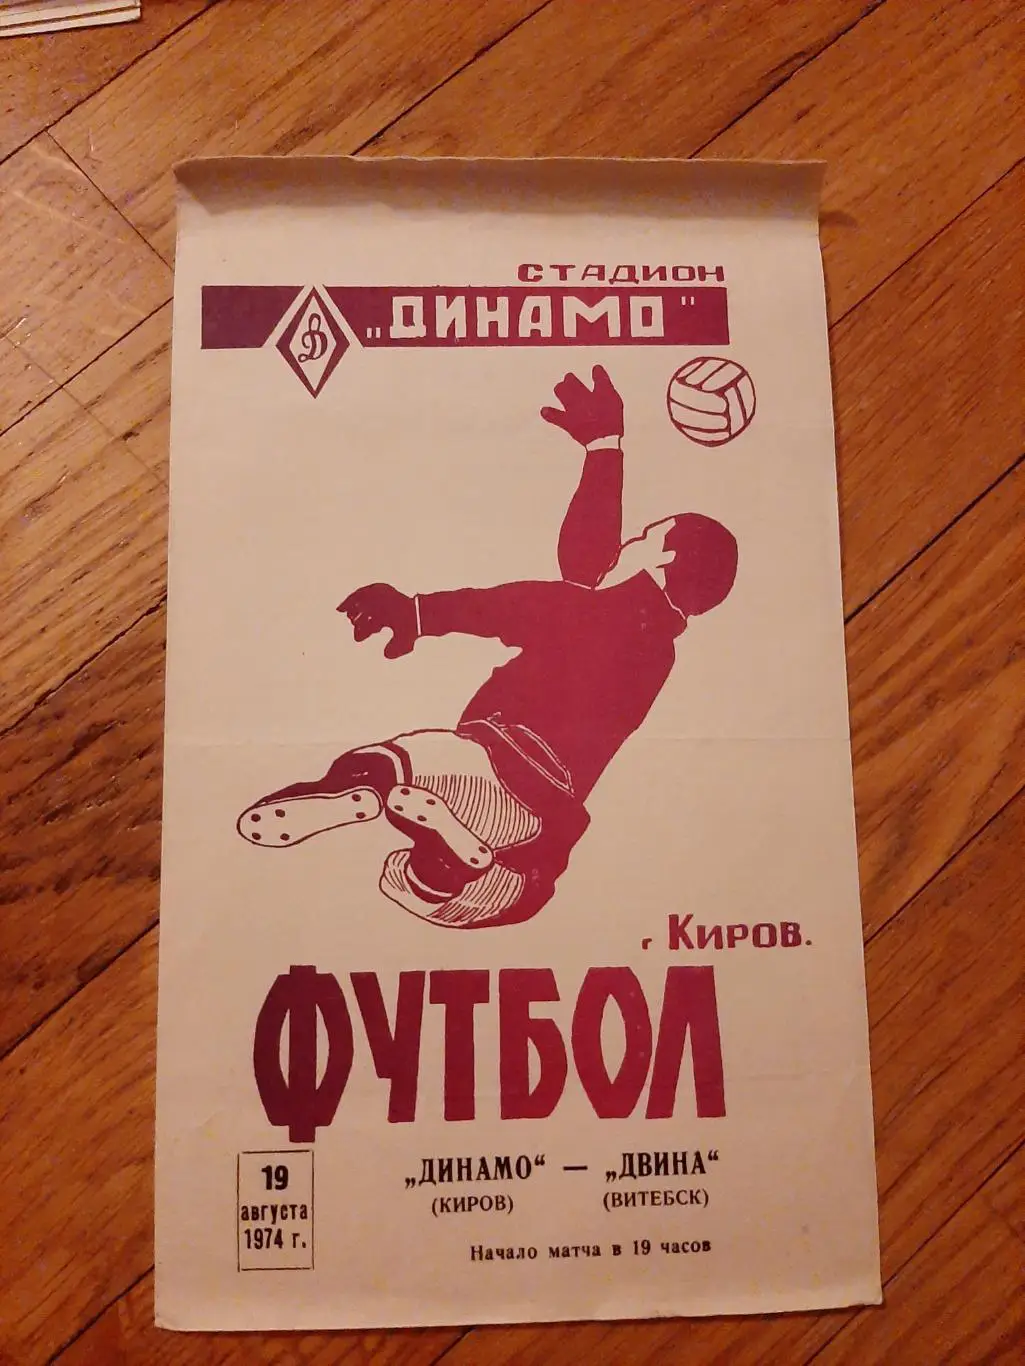 СТАДИОН
Д „ДИНАМО"
г Киров.
ФУТБОЛ
19
августа
1974 г.
„ДИНАМО“ — „ДВИНА“
(КИРОВ) (ВИТЕБСК)
Начало матча в 19 часов